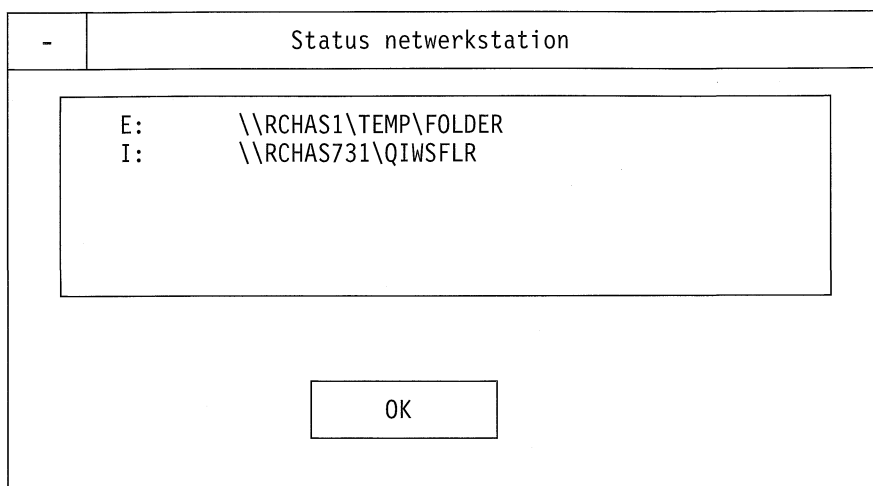 - Status netwerkstation
E: \\RCHAS1\TEMP\FOLDER
I: \\RCHAS731\QIWSFLR
OK